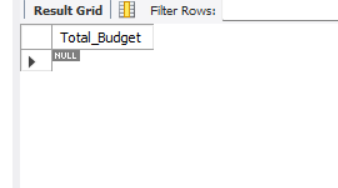 Result Grid Filter Rows:
Total_Budget
NULL